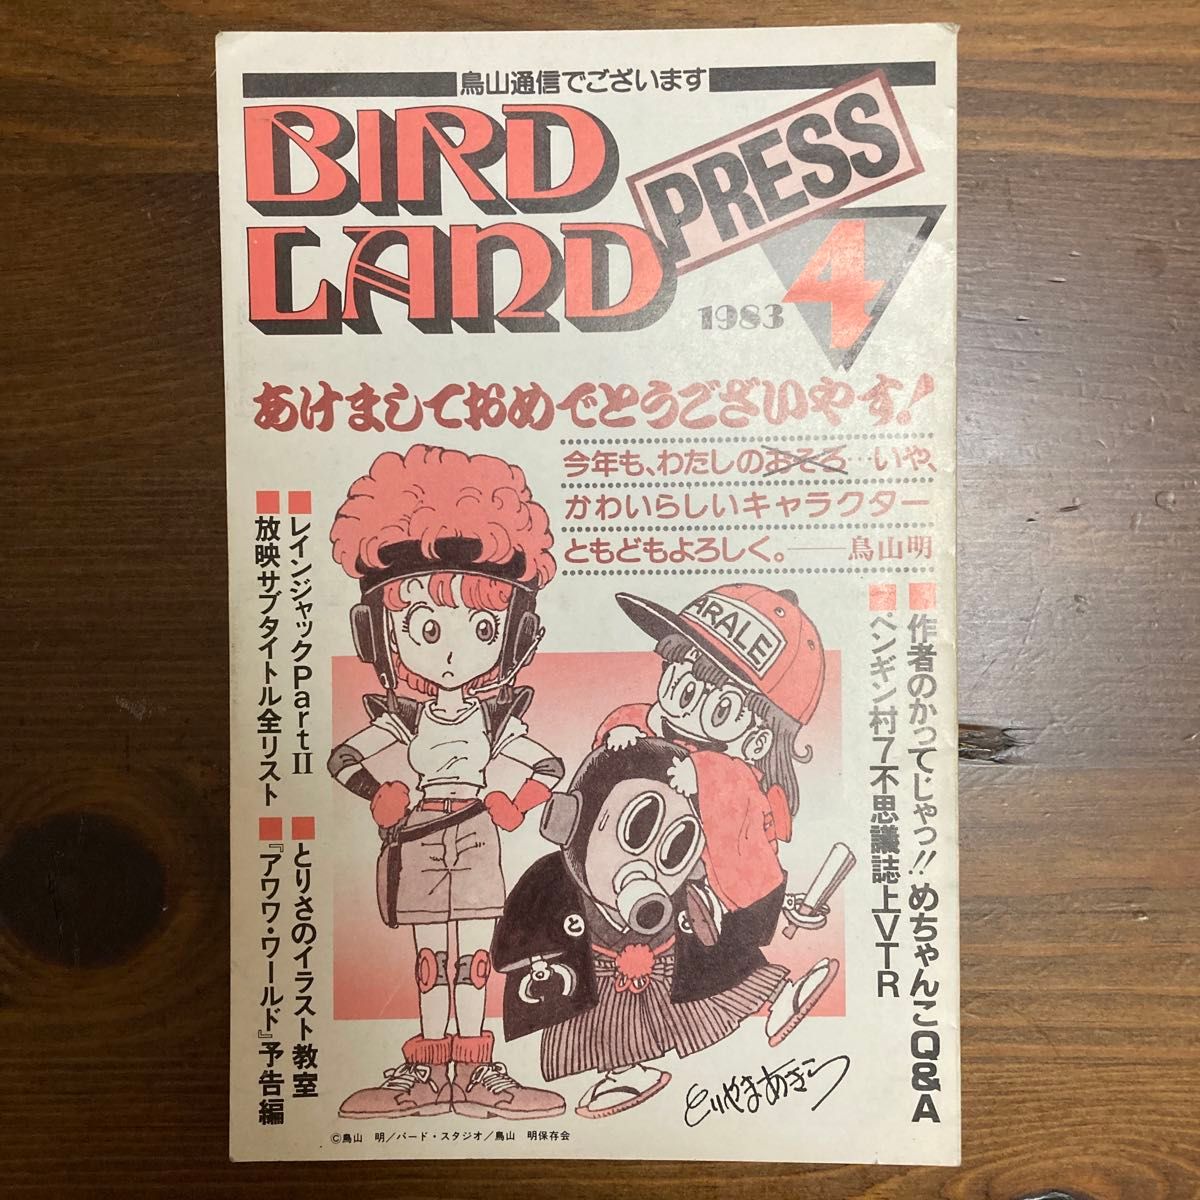 鳥山通信でございます
BIRD
LAND
PRESS
1983
4
あけましておめでとうございやす!
今年も、わたしのおそろ…いや、
かわいらしいキャラクター
ともどもよろしく。――鳥山明
■作者のかってじゃっ!!めちゃんこQ&A
■ペンギン村7不思議誌上VTR
■レインジャックPartII
■放映サブタイトル全リスト
■とりさのイラスト教室
■『アワワ・ワールド』予告編
ARALE
と
と
とりやまあきら
©鳥山 明/バード・スタジオ/鳥山 明保存会